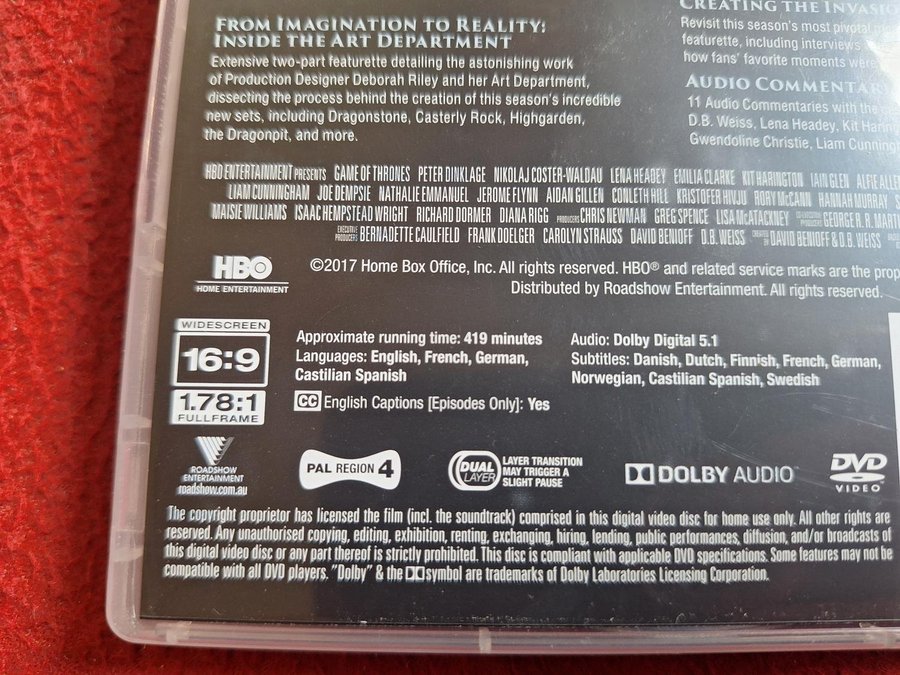 FROM IMAGINATION TO REALITY:
INSIDE THE ART DEPARTMENT
Extensive two-part featurette detailing the astonishing work
of Production Designer Deborah Riley and her Art Department,
dissecting the process behind the creation of this season's incredible
new sets, including Dragonstone, Casterly Rock, Highgarden,
the Dragonpit, and more.
CREATING THE
Revisit this season's most pivotal
featurette, including interviews
how fans' favorite moments were
AUDIO
11 Audio Commentaries with the
D.B. Weiss, Lena Headey, Kit
Gwendoline Christie, Liam
HBO ENTERTAINMENT PRESENTS GAME OF THRONES PETER DINKLAGE NIKOLAJ COSTER-WALDAU LENA HEADEY EMILIA CLARKE KIT HARINGTON IAIN GLEN ALFIE
LIAM CUNNINGHAM JOE DEMPSIE NATHALIE EMMANUEL JEROME FLYNN AIDAN GILLEN CONLETH HILL KRISTOFER HIVJU RORY McCANN HANNAH MURRAY
MAISIE WILLIAMS ISAAC HEMPSTEAD WRIGHT RICHARD DORMER DIANA RIGG PRODUCERS CHRIS NEWMAN GREG SPENCE LISA McATACKNEY CO-EXECUTIVE PRODUCERS GEORGE R. R.
EXECUTIVE PRODUCERS BERNADETTE CAULFIELD FRANK DOELGER CAROLYN STRAUSS DAVID BENIOFF D.B. WEISS CREATED BY DAVID BENIOFF & D.B. WEISS
HBO
HOME ENTERTAINMENT
©2017 Home Box Office, Inc. All rights reserved. HBO® and related service marks are the
Distributed by Roadshow Entertainment. All rights reserved.
WIDESCREEN
16:9
1.78:1
FULLFRAME
Approximate running time: 419 minutes
Languages: English, French, German,
Castilian Spanish
CC English Captions [Episodes Only]: Yes
Audio: Dolby Digital 5.1
Subtitles: Danish, Dutch, Finnish, French, German,
Norwegian, Castilian Spanish, Swedish
ROADSHOW
ENTERTAINMENT
roadshow.com.au
PAL REGION 4
DUAL
LAYER
LAYER TRANSITION
MAY TRIGGER A
SLIGHT PAUSE
DOLBY AUDIO™
DVD
VIDEO
The copyright proprietor has licensed the film (incl. the soundtrack) comprised in this digital video disc for home use only. All other rights are
reserved. Any unauthorised copying, editing, exhibition, renting, exchanging, hiring, lending, public performances, diffusion, and/or broadcasts of
this digital video disc or any part thereof is strictly prohibited. This disc is compliant with applicable DVD specifications. Some features may not be
compatible with all DVD players. "Dolby" & the DD symbol are trademarks of Dolby Laboratories Licensing Corporation.